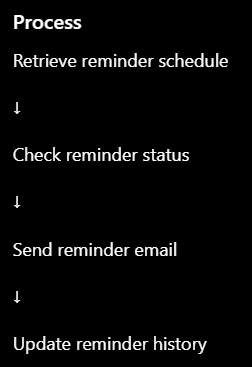 Process
Retrieve reminder schedule
↓
Check reminder status
↓
Send reminder email
↓
Update reminder history